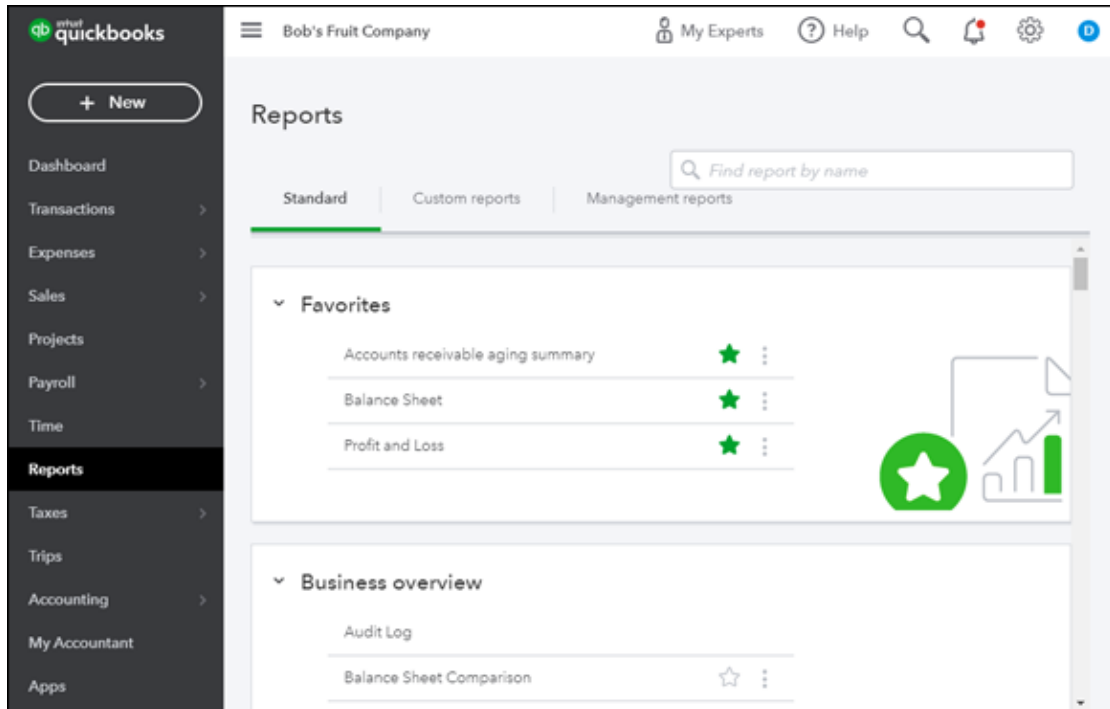 intuit
qb quickbooks
Bob's Fruit Company
My Experts
? Help
D
+ New
Dashboard
Transactions
Expenses
Sales
Projects
Payroll
Time
Reports
Taxes
Trips
Accounting
My Accountant
Apps
Reports
Find report by name
Standard
Custom reports
Management reports
Favorites
Accounts receivable aging summary
Balance Sheet
Profit and Loss
Business overview
Audit Log
Balance Sheet Comparison